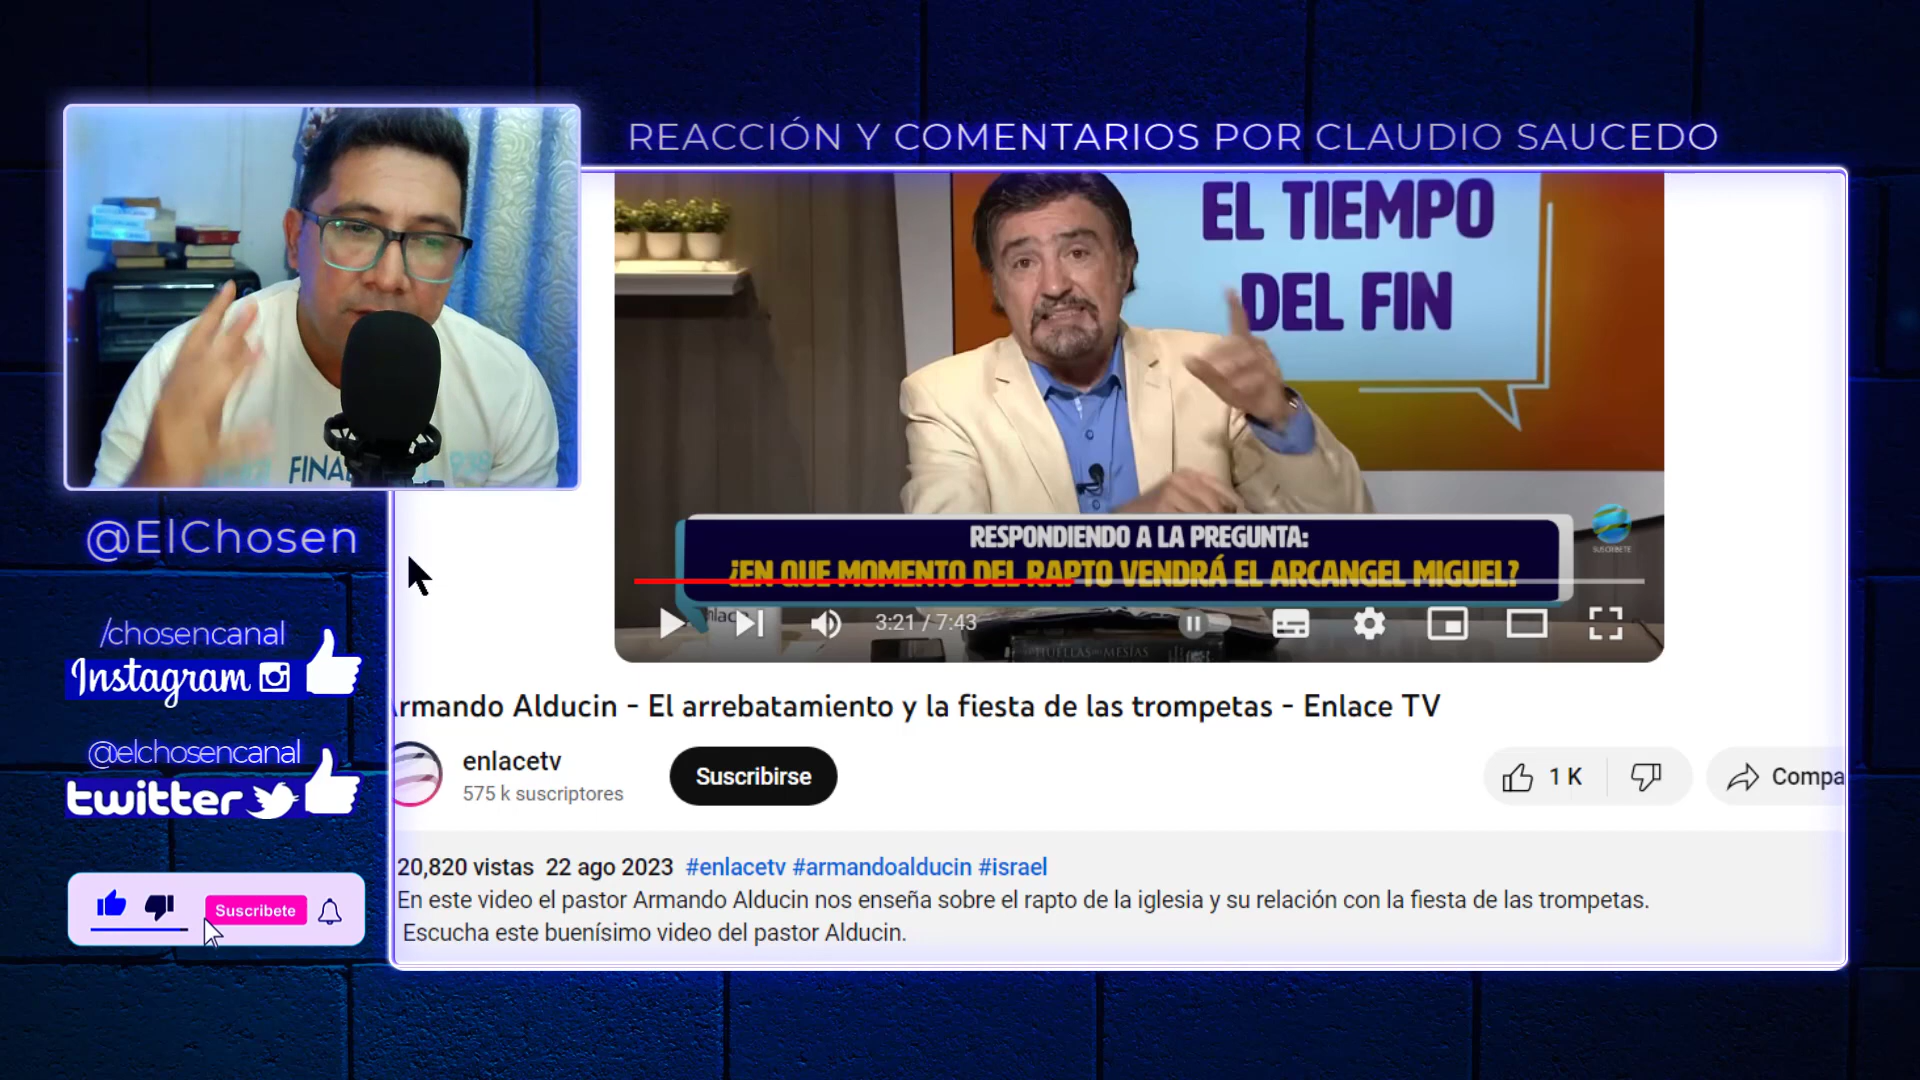 REACCIÓN Y COMENTARIOS POR CLAUDIO SAUCEDO
EL TIEMPO
DEL FIN
RESPONDIENDO A LA PREGUNTA:
¿EN QUE MOMENTO DEL RAPTO VENDRÁ EL ARCANGEL MIGUEL?
SUSCRIBETE
3:21 / 7:43
HUELLAS MESÍAS
@ElChosen
/chosencanal
Instagram
@elchosencanal
twitter
Suscribete
rmando Alducin - El arrebatamiento y la fiesta de las trompetas - Enlace TV
enlacetv
575 k suscriptores
Suscribirse
1 K
Compa
20,820 vistas 22 ago 2023 #enlacetv #armandoalducin #israel
En este video el pastor Armando Alducin nos enseña sobre el rapto de la iglesia y su relación con la fiesta de las trompetas.
Escucha este buenísimo video del pastor Alducin.